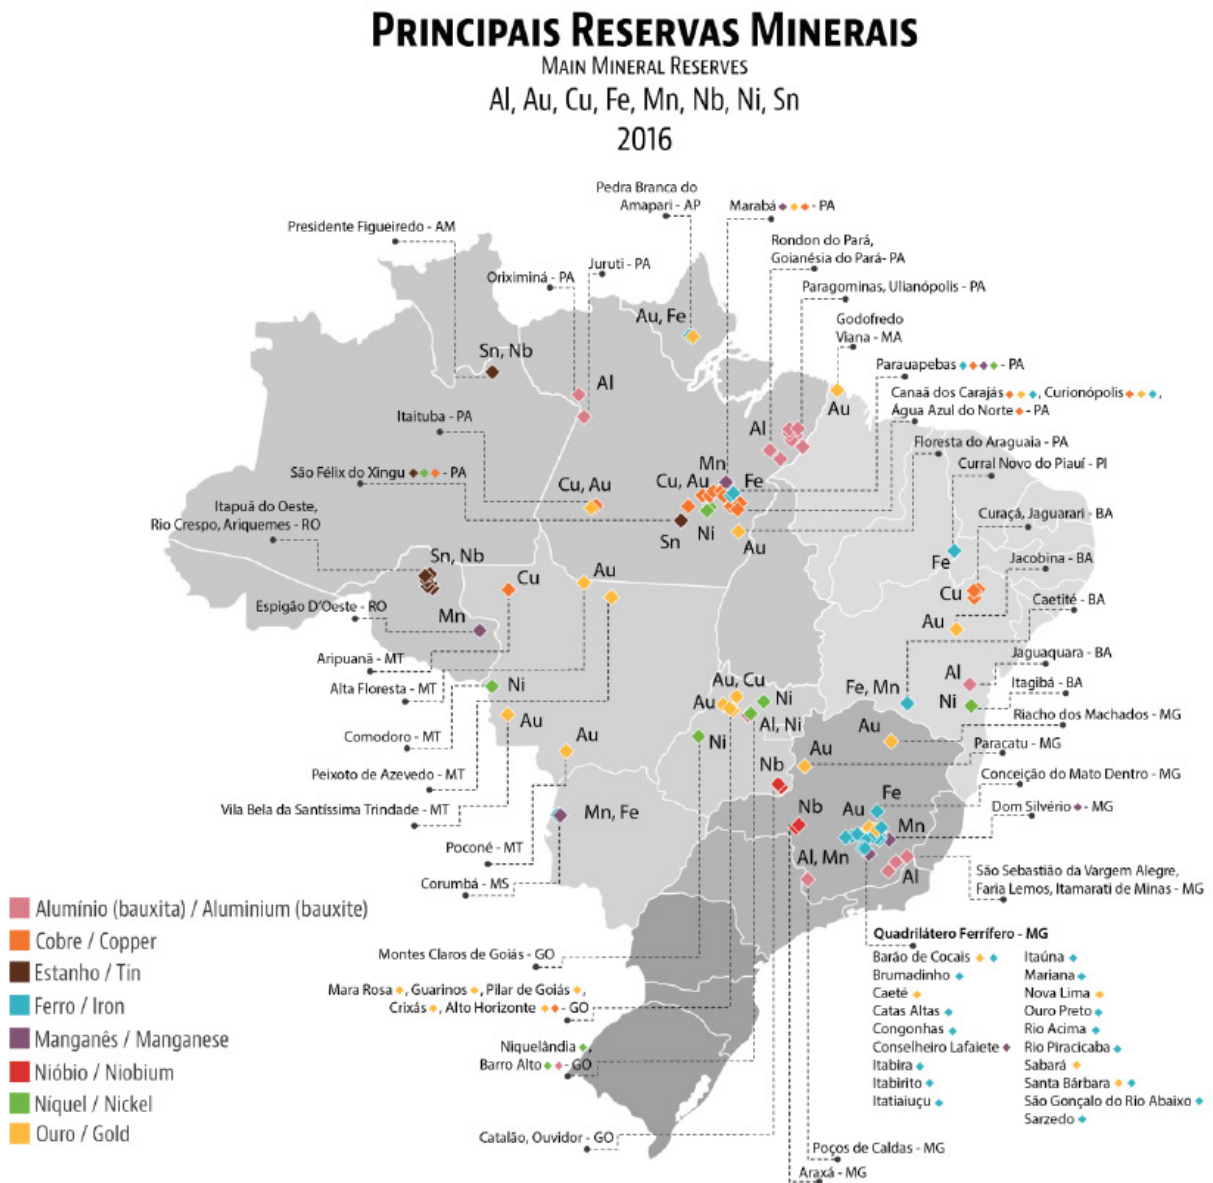 PRINCIPAIS RESERVAS MINERAIS
MAIN MINERAL RESERVES
Al, Au, Cu, Fe, Mn, Nb, Ni, Sn
2016
Pedra Branca do
Amapari - AP
Marabá - PA
Presidente Figueiredo - AM
Rondon do Pará,
Goianésia do Pará- PA
Juruti - PA
Oriximiná - PA
Paragominas, Ulianópolis - PA
Au, Fe
Godofredo
Viana - MA
Sn, Nb
Parauapebas - PA
Al
Canaã dos Carajás , Curionópolis ,
Água Azul do Norte - PA
Au
Itaituba - PA
Al
Floresta do Araguaia - PA
Mn
Curral Novo do Piauí - PI
São Félix do Xingu - PA
Cu, Au
Cu, Au
Fe
Itapuã do Oeste,
Rio Crespo, Ariquemes - RO
Curaçá, Jaguarari - BA
Sn
Ni
Au
Sn, Nb
Fe
Jacobina - BA
Au
Cu
Cu
Caetité - BA
Espigão D'Oeste - RO
Mn
Au
Jaguaquara - BA
Aripuanã - MT
Al
Alta Floresta - MT
Ni
Au, Cu
Fe, Mn
Itagibá - BA
Au
Ni
Ni
Riacho dos Machados - MG
Au
Al, Ni
Au
Comodoro - MT
Au
Ni
Au
Paracatu - MG
Peixoto de Azevedo - MT
Nb
Conceição do Mato Dentro - MG
Fe
Vila Bela da Santíssima Trindade - MT
Mn, Fe
Nb
Au
Dom Silvério - MG
Mn
Poconé - MT
Al, Mn
Al
São Sebastião da Vargem Alegre,
Faria Lemos, Itamarati de Minas - MG
Corumbá - MS
Alumínio (bauxita) / Aluminium (bauxite)
Cobre / Copper
Estanho / Tin
Ferro / Iron
Manganês / Manganese
Nióbio / Niobium
Níquel / Nickel
Ouro / Gold
Montes Claros de Goiás - GO
Mara Rosa , Guarinos , Pilar de Goiás ,
Crixás , Alto Horizonte - GO
Niquelândia ,
Barro Alto - GO
Catalão, Ouvidor - GO
Quadrilátero Ferrífero - MG
Barão de Cocais
Brumadinho
Caeté
Catas Altas
Congonhas
Conselheiro Lafaiete
Itabira
Itabirito
Itatiaiuçu
Itaúna
Mariana
Nova Lima
Ouro Preto
Rio Acima
Rio Piracicaba
Sabará
Santa Bárbara
São Gonçalo do Rio Abaixo
Sarzedo
Poços de Caldas - MG
Araxá - MG